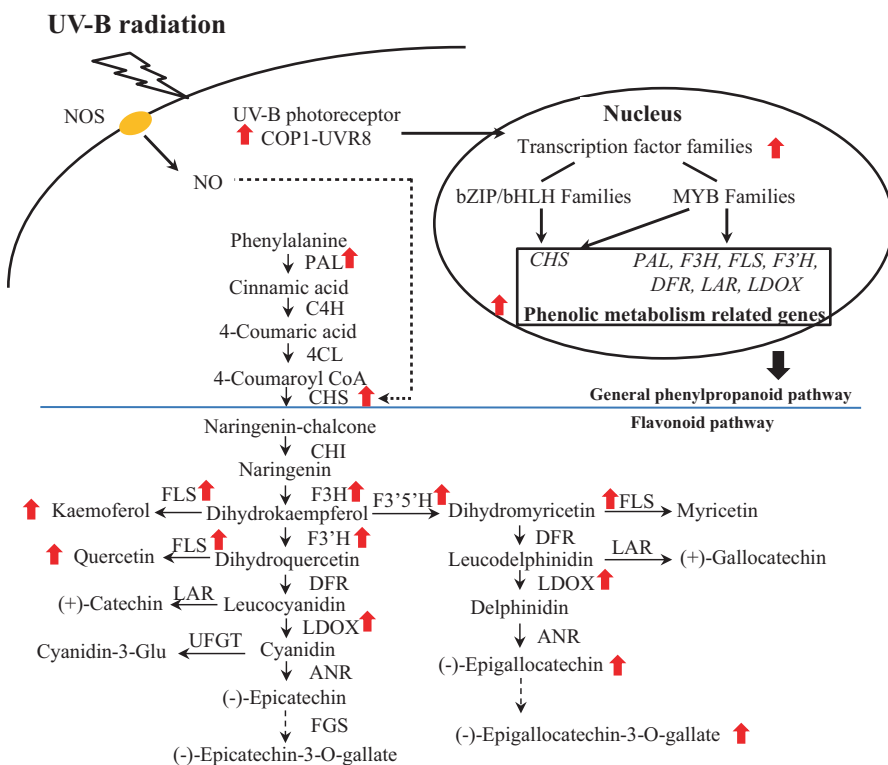 UV-B radiation
NOS
NO
UV-B photoreceptor
COP1-UVR8
Nucleus
Transcription factor families
bZIP/bHLH Families
MYB Families
CHS
PAL, F3H, FLS, F3'H,
DFR, LAR, LDOX
Phenolic metabolism related genes
Phenylalanine
PAL
Cinnamic acid
C4H
4-Coumaric acid
4CL
4-Coumaroyl CoA
CHS
General phenylpropanoid pathway
Flavonoid pathway
Naringenin-chalcone
CHI
Naringenin
F3H
Kaemoferol
FLS
Dihydrokaempferol
F3'5'H
Dihydromyricetin
FLS
Myricetin
F3'H
DFR
Quercetin
FLS
Dihydroquercetin
Leucodelphinidin
LAR
(+)-Gallocatechin
DFR
LDOX
(+)-Catechin
LAR
Leucocyanidin
Delphinidin
LDOX
ANR
Cyanidin-3-Glu
UFGT
Cyanidin
(-)-Epigallocatechin
ANR
(-)-Epicatechin
FGS
(-)-Epigallocatechin-3-O-gallate
(-)-Epicatechin-3-O-gallate